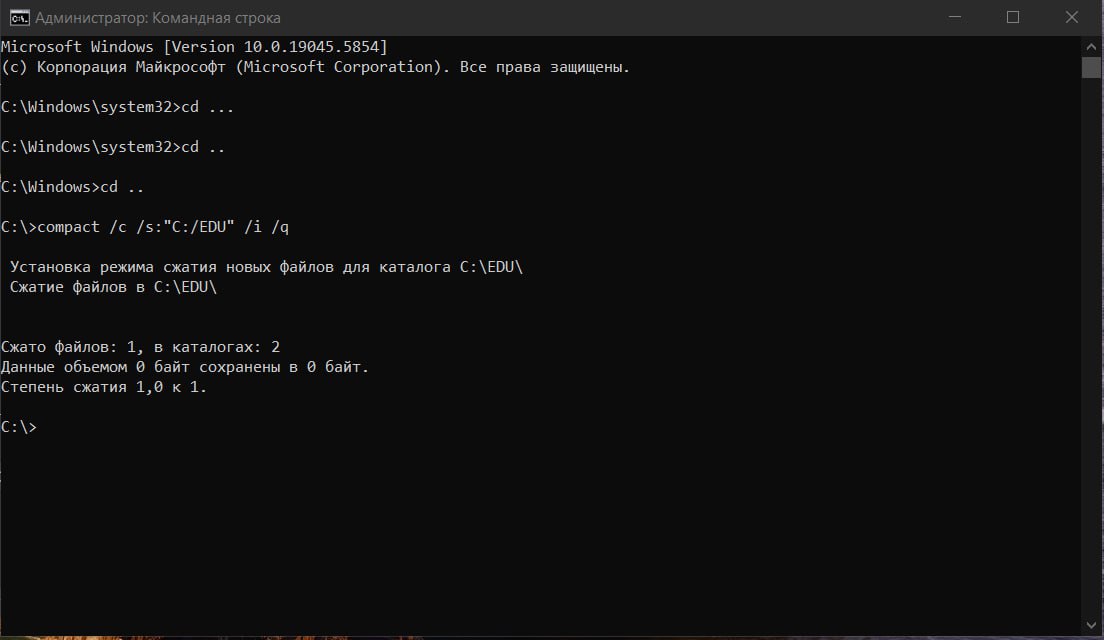 Администратор: Командная строка
Microsoft Windows [Version 10.0.19045.5854]
(c) Корпорация Майкрософт (Microsoft Corporation). Все права защищены.
C:\Windows\system32>cd ...
C:\Windows\system32>cd ..
C:\Windows>cd ..
C:\>compact /c /s:"C:/EDU" /i /q
Установка режима сжатия новых файлов для каталога C:\EDU\
Сжатие файлов в C:\EDU\
Сжато файлов: 1, в каталогах: 2
Данные объемом 0 байт сохранены в 0 байт.
Степень сжатия 1,0 к 1.
C:\>